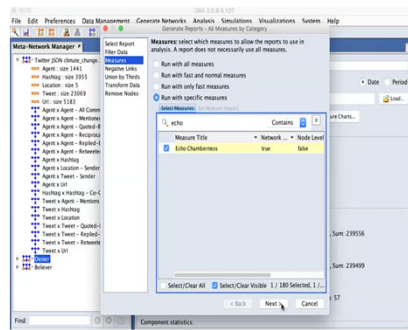 ORA 3.0.9.K.107
File Edit Preferences Data Management Generate Networks Analysis Simulations Visualizations System Help
Generate Reports - All Measures by Category
Meta-Network Manager
Twitter JSON climate_change.
Agent : size 1441
Hashtag : size 3955
Location : size 5
Tweet : size 23069
Url : size 5183
Agent x Agent - All Comm
Agent x Agent - Mentione
Agent x Agent - Quoted-B
Agent x Agent - Reciproca
Agent x Agent - Replied-
Agent x Agent - Retweete
Agent x Hashtag
Agent x Tweet - Sender
Agent x Url
Hashtag x Hashtag - Co-O
Tweet x Agent - Mentions
Tweet x Hashtag
Tweet x Location
Tweet x Tweet - Quoted-
Tweet x Tweet - Replied-
Tweet x Tweet - Retweete
Tweet x Url
Denier
Believer
Find
Select Report
Filter Data
Measures
Negative Links
Union by Thirds
Transform Data
Remove Nodes
Measures: select which measures to allow the reports to use in
analysis. A report does not necessarily use all measures.
Run with all measures
Run with fast and normal measures
Run with only fast measures
Run with specific measures
Select Measures
echo Contains
Measure Title Network ... Node Level
Echo Chamberness true false
Select/Clear All Select/Clear Visible 1 / 180 Selected, 1 /...
< Back Next > Cancel
Date Period
Load..
ure Charts...
, Sum: 239556
, Sum: 239499
: 57
Component statistics: